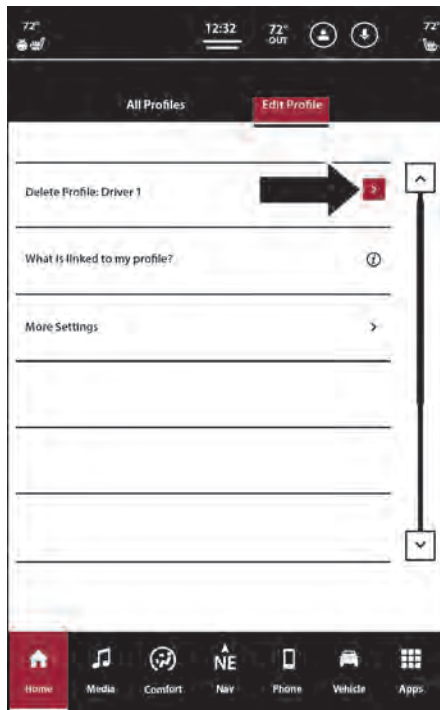 72° 12:32 72° 72°
OUT
All Profiles Edit Profile
Delete Profile: Driver 1
What is linked to my profile?
More Settings
NE
Home Media Comfort Nav Phone Vehicle Apps